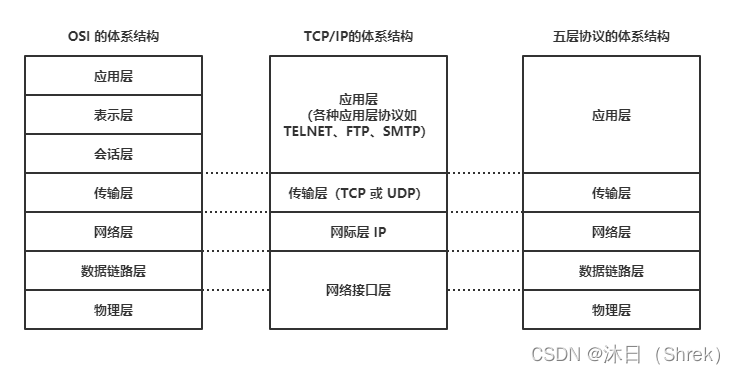 OSI 的体系结构
TCP/IP的体系结构
五层协议的体系结构
应用层
表示层
会话层
传输层
网络层
数据链路层
物理层
应用层
(各种应用层协议如
TELNET、FTP、SMTP)
传输层（TCP 或 UDP）
网际层 IP
网络接口层
应用层
传输层
网络层
数据链路层
物理层
CSDN @沐日（Shrek）